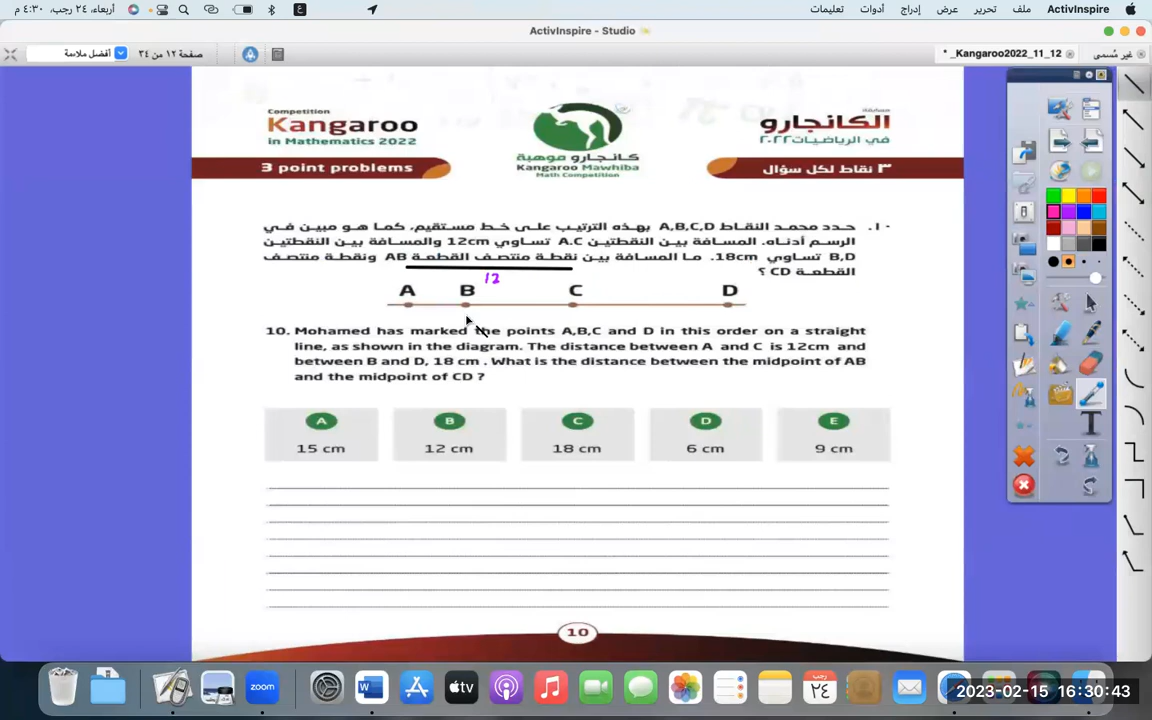 ActivInspire ملف تحرير عرض إدراج أدوات تعليمات
أربعاء، ٢٤ رجب، ٤:٣٠ م
ActivInspire - Studio
غير مُسمى
Kangaroo2022_11_12_ *
صفحة ١٢ من ٣٤
أفضل ملاءمة
Competition
Kangaroo
in Mathematics 2022
3 point problems
كانجارو موهبة
Kangaroo Mawhiba
Math Competition
مسابقة
الكانجارو
في الرياضيات ٢٠٢٢
٣ نقاط لكل سؤال
١٠. حدد محمد النقاط A,B,C,D بهذه الترتيب على خط مستقيم، كما هو مبين في
الرسم أدناه. المسافة بين النقطتين A.C تساوي 12cm والمسافة بين النقطتين
B,D تساوي 18cm. ما المسافة بين نقطة منتصف القطعة AB ونقطة منتصف
القطعة CD ؟
12
A B C D
10. Mohamed has marked the points A,B,C and D in this order on a straight
line, as shown in the diagram. The distance between A and C is 12cm and
between B and D, 18 cm . What is the distance between the midpoint of AB
and the midpoint of CD ?
A B C D E
15 cm 12 cm 18 cm 6 cm 9 cm
10
T
zoom
W
tv
رجب
٢٤
2023-02-15 16:30:43